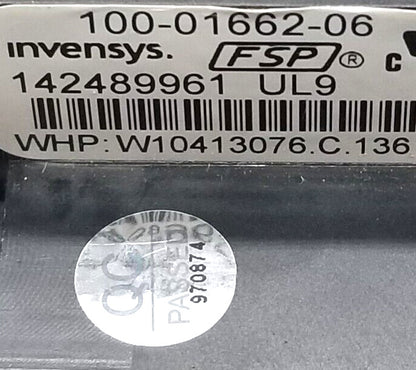 100-01662-06
invensys. FSP® C
142489961 UL9
WHP: W10413076.C.136
QC
PASSED
970874